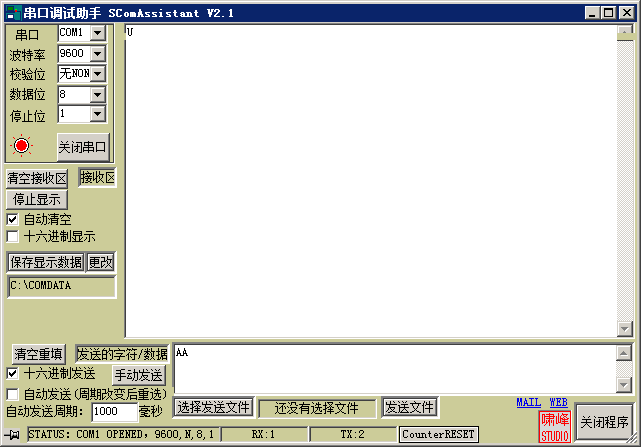 串口调试助手 SComAssistant V2.1
串口 COM1
波特率 9600
校验位 无NON
数据位 8
停止位 1
关闭串口
U
清空接收区 接收区
停止显示
自动清空
十六进制显示
保存显示数据 更改
C:\COMDATA
清空重填 发送的字符/数据
AA
十六进制发送 手动发送
自动发送(周期改变后重选)
自动发送周期: 1000 毫秒
选择发送文件 还没有选择文件 发送文件
MAIL WEB
啸峰
STUDIO
关闭程序
STATUS: COM1 OPENED, 9600,N,8,1 RX:1 TX:2 CounterRESET